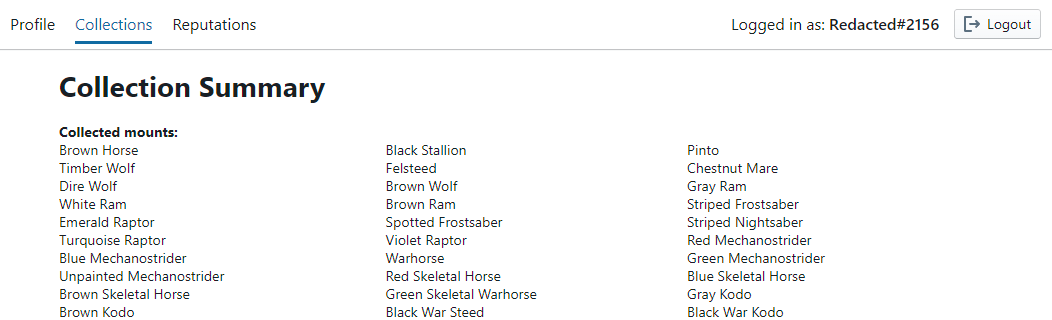 Profile Collections Reputations Logged in as: Redacted#2156 Logout
Collection Summary
Collected mounts:
Brown Horse Black Stallion Pinto
Timber Wolf Felsteed Chestnut Mare
Dire Wolf Brown Wolf Gray Ram
White Ram Brown Ram Striped Frostsaber
Emerald Raptor Spotted Frostsaber Striped Nightsaber
Turquoise Raptor Violet Raptor Red Mechanostrider
Blue Mechanostrider Warhorse Green Mechanostrider
Unpainted Mechanostrider Red Skeletal Horse Blue Skeletal Horse
Brown Skeletal Horse Green Skeletal Warhorse Gray Kodo
Brown Kodo Black War Steed Black War Kodo